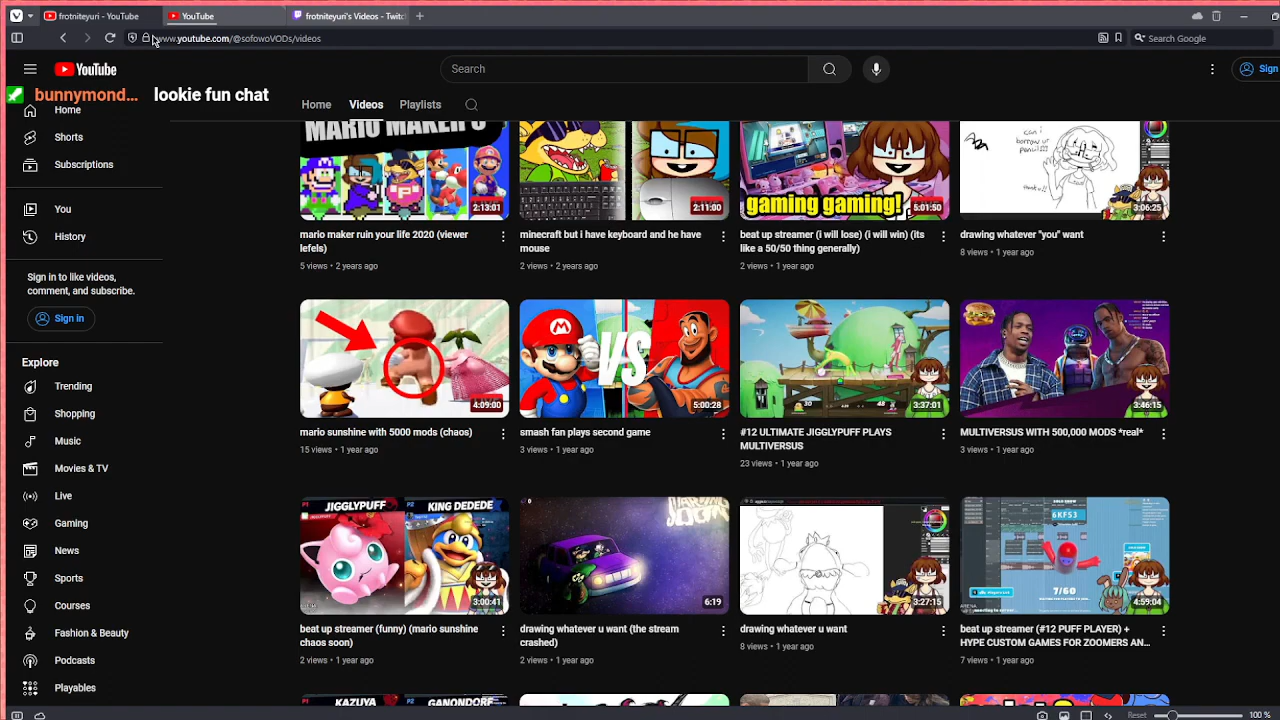 frotniteyuri - YouTube
YouTube
frotniteyuri's Videos - Twitc
www.youtube.com/@sofowoVODs/videos
Search Google
YouTube
Search
Sign
bunnymond... lookie fun chat
Home
Videos
Playlists
Home
Shorts
Subscriptions
You
History
Sign in to like videos,
comment, and subscribe.
Sign in
Explore
Trending
Shopping
Music
Movies & TV
Live
Gaming
News
Sports
Courses
Fashion & Beauty
Podcasts
Playables
MARIO MAKER
2:13:01
mario maker ruin your life 2020 (viewer
lefels)
5 views • 2 years ago
2:11:00
minecraft but i have keyboard and he have
mouse
2 views • 2 years ago
gaming gaming!
5:01:50
beat up streamer (i will lose) (i will win) (its
like a 50/50 thing generally)
2 views • 1 year ago
can i
borrow ur
pencil!!!
thanks!!
3:06:25
drawing whatever "you" want
8 views • 1 year ago
4:09:00
mario sunshine with 5000 mods (chaos)
15 views • 1 year ago
VS
5:00:28
smash fan plays second game
3 views • 1 year ago
3:37:01
#12 ULTIMATE JIGGLYPUFF PLAYS
MULTIVERSUS
23 views • 1 year ago
3:46:15
MULTIVERSUS WITH 500,000 MODS *real*
3 views • 1 year ago
P1 JIGGLYPUFF
P2 KING DEDEDE
3:00:41
beat up streamer (funny) (mario sunshine
chaos soon)
2 views • 1 year ago
6:19
drawing whatever u want (the stream
crashed)
2 views • 1 year ago
3:27:15
drawing whatever u want
8 views • 1 year ago
6KFS3
7/60
4:59:04
beat up streamer (#12 PUFF PLAYER) +
HYPE CUSTOM GAMES FOR ZOOMERS AN...
7 views • 1 year ago
KAZUYA
GANONDORF
Reset
100 %